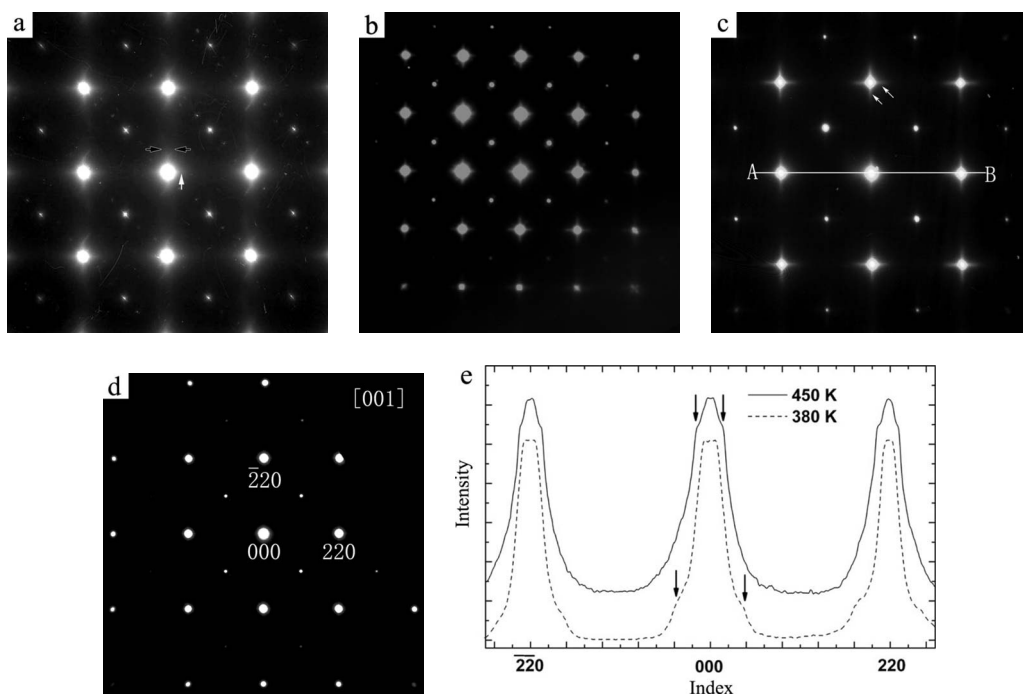 a
b
c
A B
d
[001]
2̅20
000 220
e
450 K
380 K
Intensity
2̅2̅0 000 220
Index